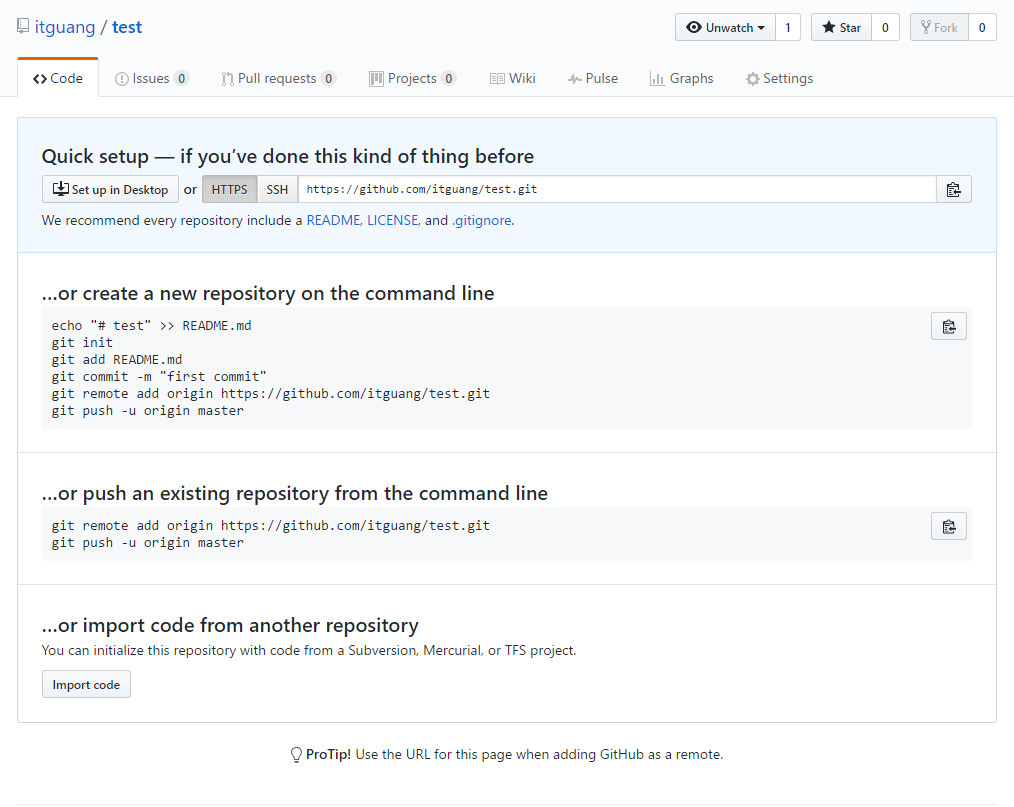 itguang / test
Unwatch 1 Star 0 Fork 0
Code Issues 0 Pull requests 0 Projects 0 Wiki Pulse Graphs Settings
Quick setup — if you’ve done this kind of thing before
Set up in Desktop or HTTPS SSH https://github.com/itguang/test.git
We recommend every repository include a README, LICENSE, and .gitignore.
…or create a new repository on the command line
echo "# test" >> README.md
git init
git add README.md
git commit -m "first commit"
git remote add origin https://github.com/itguang/test.git
git push -u origin master
…or push an existing repository from the command line
git remote add origin https://github.com/itguang/test.git
git push -u origin master
…or import code from another repository
You can initialize this repository with code from a Subversion, Mercurial, or TFS project.
Import code
ProTip! Use the URL for this page when adding GitHub as a remote.